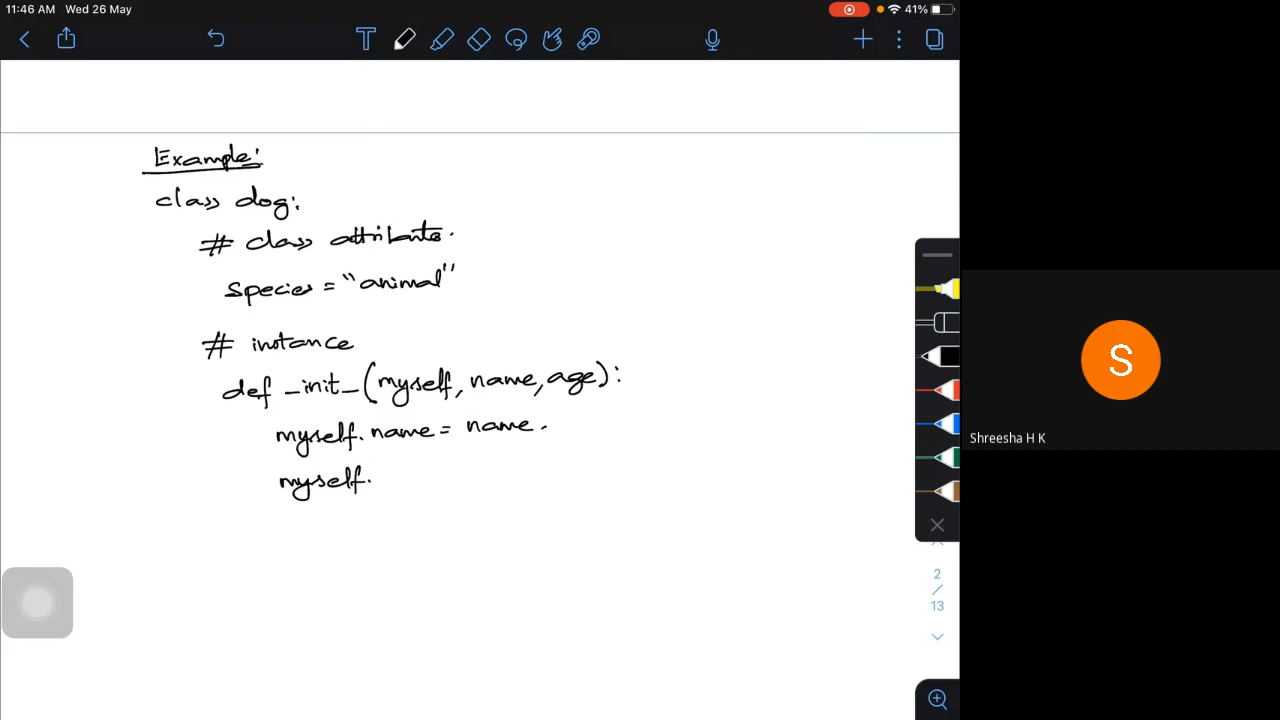 11:46 AM Wed 26 May
41%
Example:
class dog:
# class attributes.
species = "animal"
# instance
def _init_(myself, name, age):
myself.name = name.
myself.
S
Shreesha H K
2
/
13